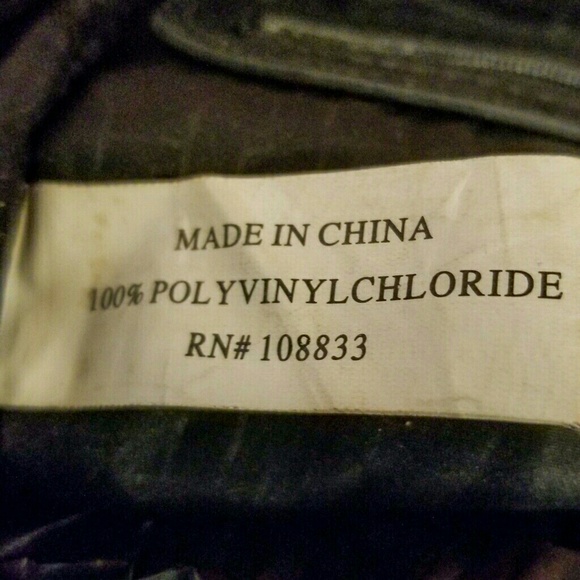 MADE IN CHINA
100% POLYVINYLCHLORIDE
RN# 108833